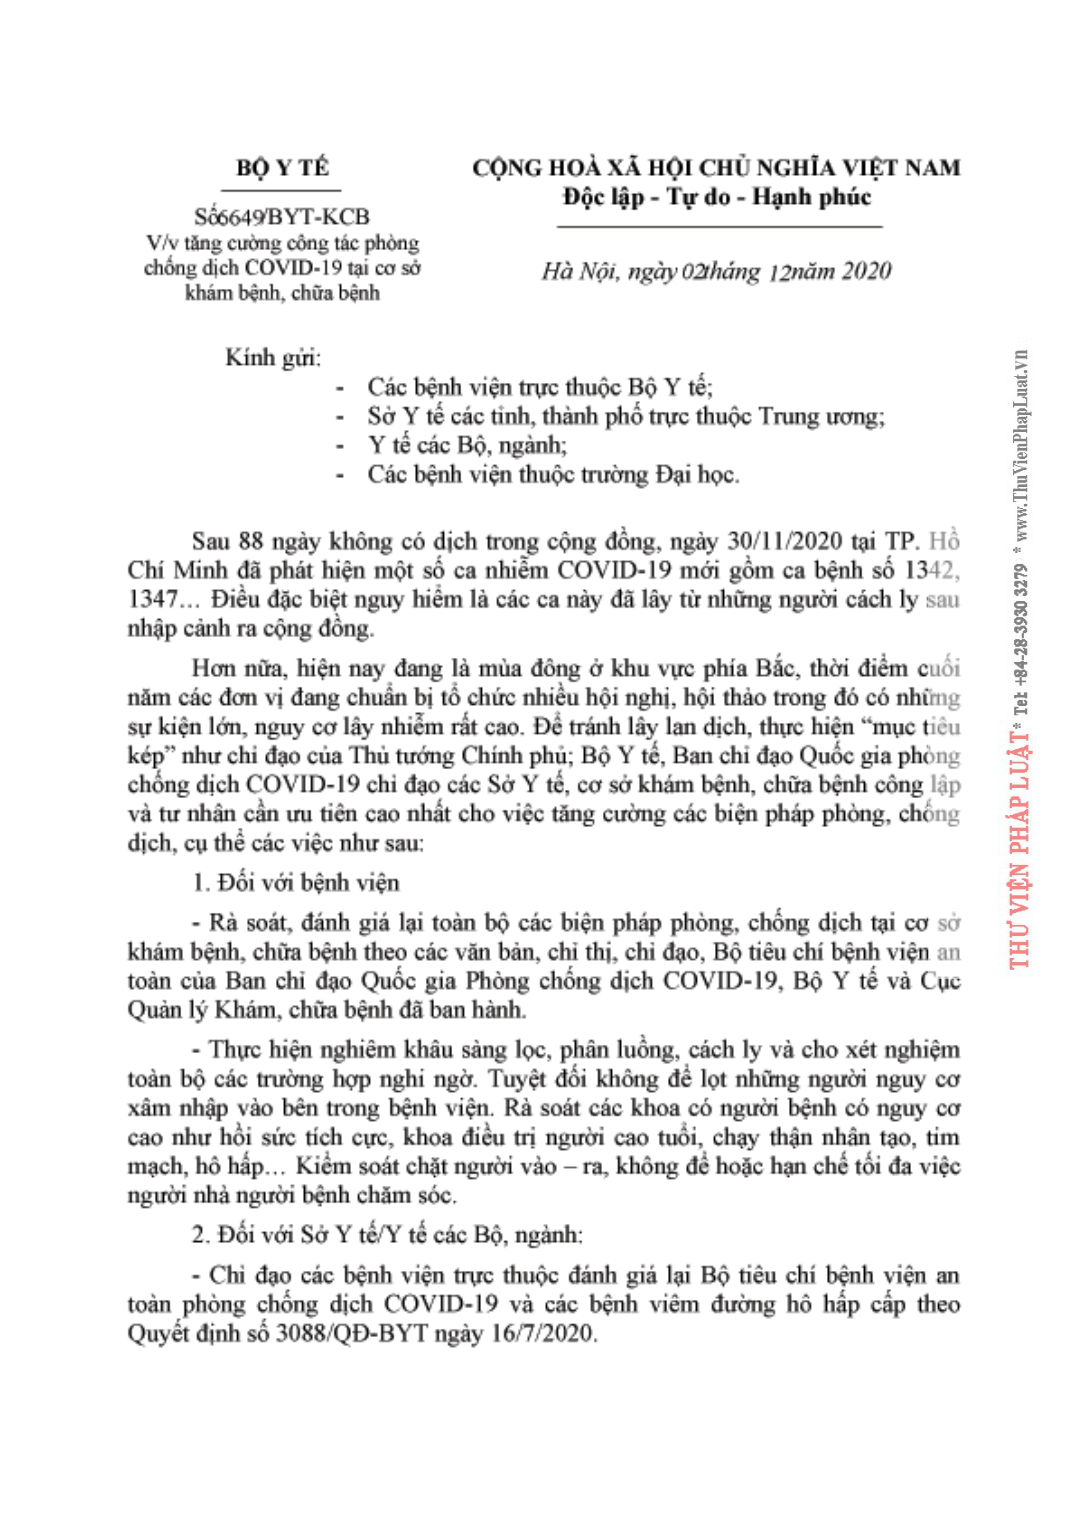 BỘ Y TẾ
Số6649/BYT-KCB
V/v tăng cường công tác phòng
chống dịch COVID-19 tại cơ sở
khám bệnh, chữa bệnh
CỘNG HOÀ XÃ HỘI CHỦ NGHĨA VIỆT NAM
Độc lập - Tự do - Hạnh phúc
Hà Nội, ngày 02tháng 12năm 2020
Kính gửi:
- Các bệnh viện trực thuộc Bộ Y tế;
- Sở Y tế các tỉnh, thành phố trực thuộc Trung ương;
- Y tế các Bộ, ngành;
- Các bệnh viện thuộc trường Đại học.
Sau 88 ngày không có dịch trong cộng đồng, ngày 30/11/2020 tại TP. Hồ
Chí Minh đã phát hiện một số ca nhiễm COVID-19 mới gồm ca bệnh số 1342,
1347... Điều đặc biệt nguy hiểm là các ca này đã lây từ những người cách ly sau
nhập cảnh ra cộng đồng.
Hơn nữa, hiện nay đang là mùa đông ở khu vực phía Bắc, thời điểm cuối
năm các đơn vị đang chuẩn bị tổ chức nhiều hội nghị, hội thảo trong đó có những
sự kiện lớn, nguy cơ lây nhiễm rất cao. Để tránh lây lan dịch, thực hiện “mục tiêu
kép” như chỉ đạo của Thủ tướng Chính phủ; Bộ Y tế, Ban chỉ đạo Quốc gia phòng
chống dịch COVID-19 chỉ đạo các Sở Y tế, cơ sở khám bệnh, chữa bệnh công lập
và tư nhân cần ưu tiên cao nhất cho việc tăng cường các biện pháp phòng, chống
dịch, cụ thể các việc như sau:
1. Đối với bệnh viện
- Rà soát, đánh giá lại toàn bộ các biện pháp phòng, chống dịch tại cơ sở
khám bệnh, chữa bệnh theo các văn bản, chỉ thị, chỉ đạo, Bộ tiêu chí bệnh viện an
toàn của Ban chỉ đạo Quốc gia Phòng chống dịch COVID-19, Bộ Y tế và Cục
Quản lý Khám, chữa bệnh đã ban hành.
- Thực hiện nghiêm khâu sàng lọc, phân luồng, cách ly và cho xét nghiệm
toàn bộ các trường hợp nghi ngờ. Tuyệt đối không để lọt những người nguy cơ
xâm nhập vào bên trong bệnh viện. Rà soát các khoa có người bệnh có nguy cơ
cao như hồi sức tích cực, khoa điều trị người cao tuổi, chạy thận nhân tạo, tim
mạch, hô hấp... Kiểm soát chặt người vào – ra, không để hoặc hạn chế tối đa việc
người nhà người bệnh chăm sóc.
2. Đối với Sở Y tế/Y tế các Bộ, ngành:
- Chỉ đạo các bệnh viện trực thuộc đánh giá lại Bộ tiêu chí bệnh viện an
toàn phòng chống dịch COVID-19 và các bệnh viêm đường hô hấp cấp theo
Quyết định số 3088/QĐ-BYT ngày 16/7/2020.
THƯ VIỆN PHÁP LUẬT * Tel: +84-28-3930 3279 * www.ThuVienPhapLuat.vn